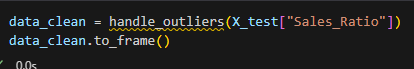 data_clean = handle_outliers(X_test["Sales_Ratio"])
data_clean.to_frame()
0.0s